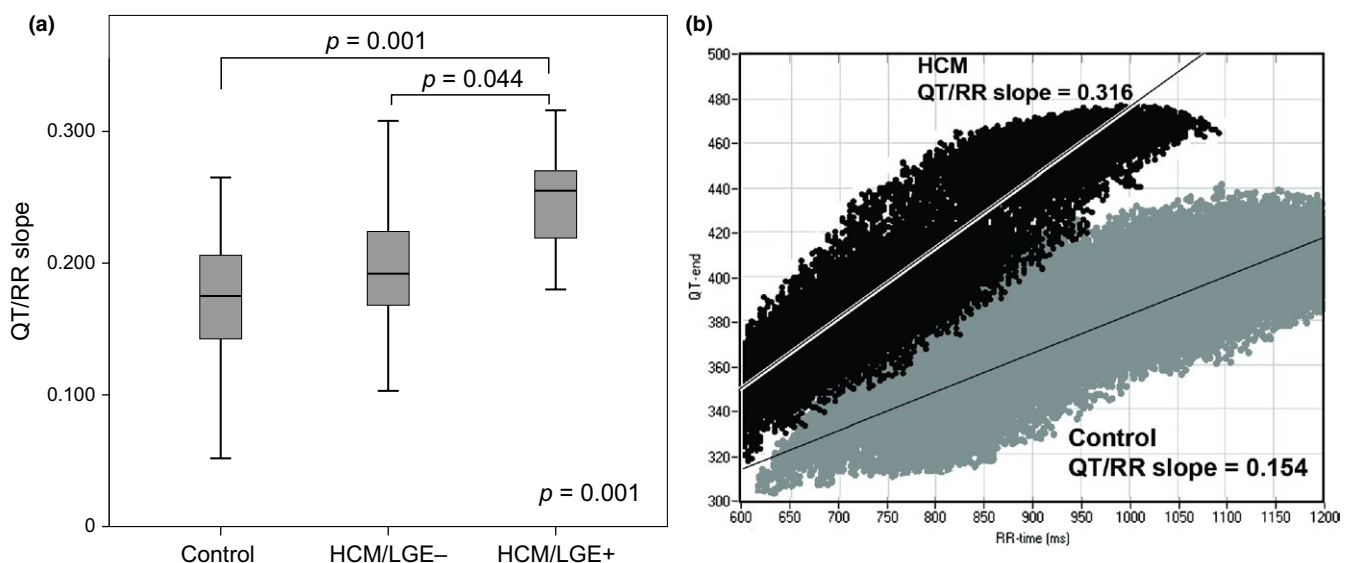 (a)
p = 0.001
p = 0.044
QT/RR slope
0.300
0.200
0.100
0
p = 0.001
Control
HCM/LGE–
HCM/LGE+
(b)
HCM
QT/RR slope = 0.316
QT-end
500
480
460
440
420
400
380
360
340
320
300
Control
QT/RR slope = 0.154
600 650 700 750 800 850 900 950 1000 1050 1100 1150 1200
RR-time (ms)